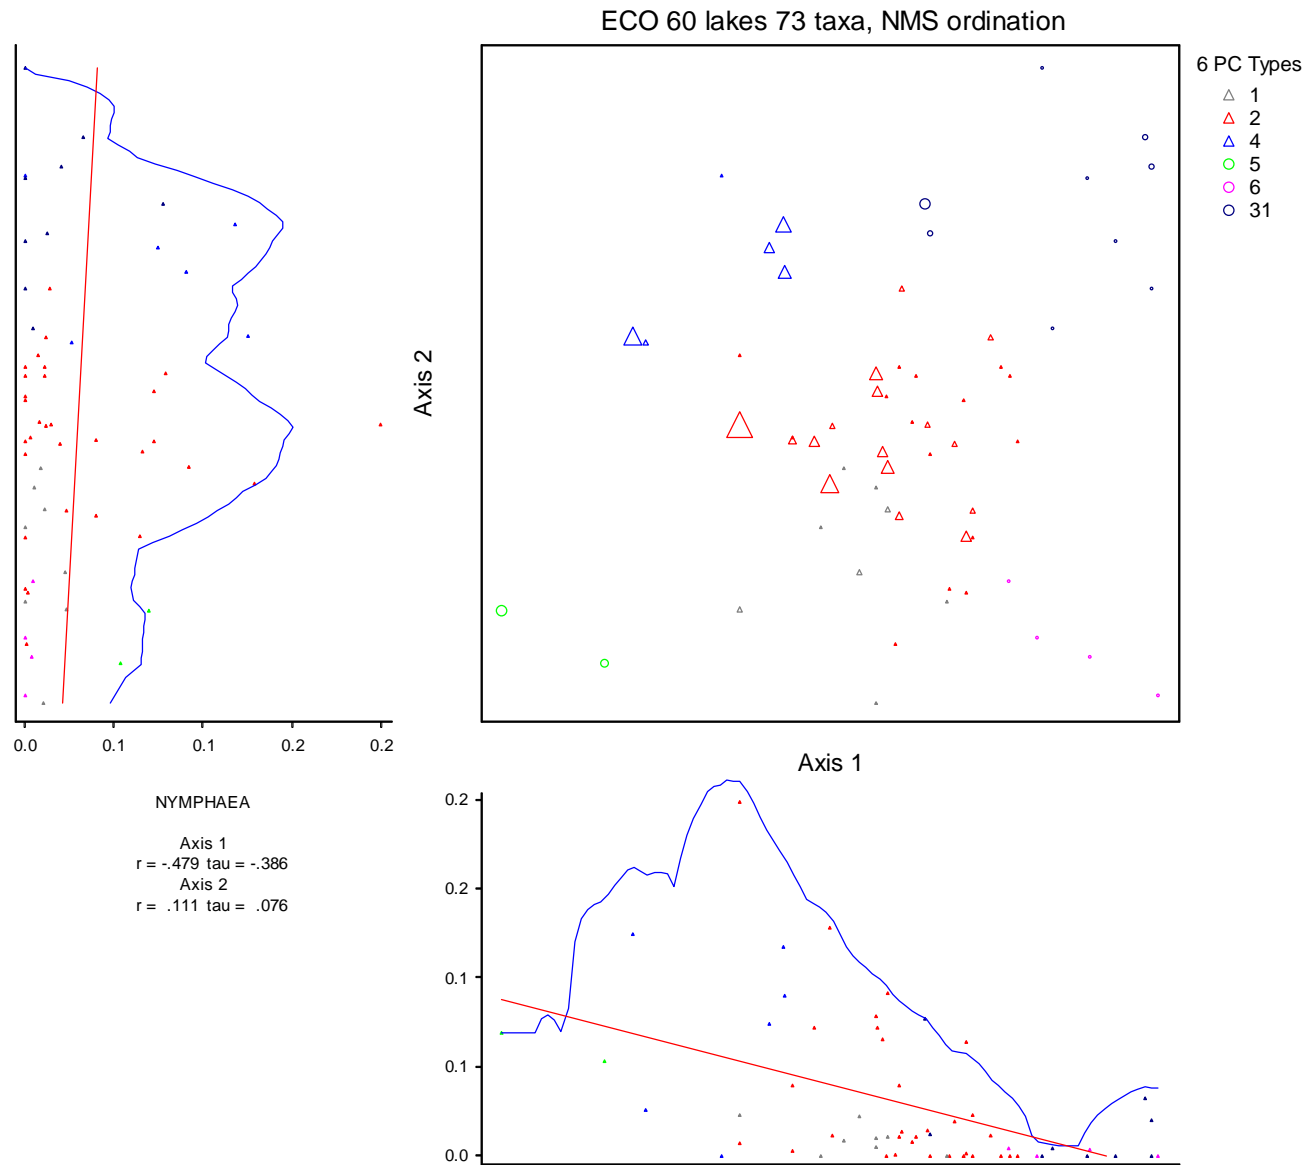 ECO 60 lakes 73 taxa, NMS ordination
6 PC Types
1
2
4
5
6
31
Axis 2
0.0 0.1 0.1 0.2 0.2
Axis 1
NYMPHAEA
Axis 1
r = -.479 tau = -.386
Axis 2
r = .111 tau = .076
0.2
0.2
0.1
0.1
0.0